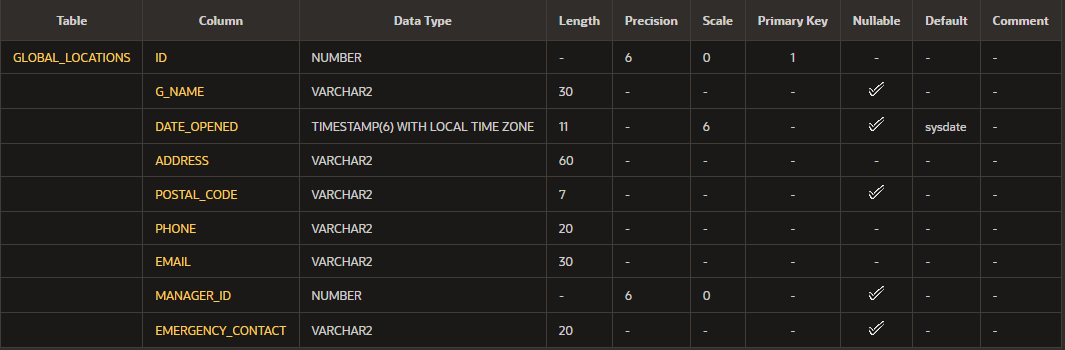 Table Column Data Type Length Precision Scale Primary Key Nullable Default Comment
GLOBAL_LOCATIONS ID NUMBER - 6 0 1 - - -
G_NAME VARCHAR2 30 - - - ✓ - -
DATE_OPENED TIMESTAMP(6) WITH LOCAL TIME ZONE 11 - 6 - ✓ sysdate -
ADDRESS VARCHAR2 60 - - - - - -
POSTAL_CODE VARCHAR2 7 - - - ✓ - -
PHONE VARCHAR2 20 - - - - - -
EMAIL VARCHAR2 30 - - - - - -
MANAGER_ID NUMBER - 6 0 - ✓ - -
EMERGENCY_CONTACT VARCHAR2 20 - - - ✓ - -